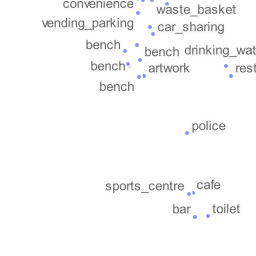 convenience
waste_basket
vending_parking
car_sharing
bench
bench
drinking_wat
bench
artwork
rest
bench
police
sports_centre
cafe
bar
toilet